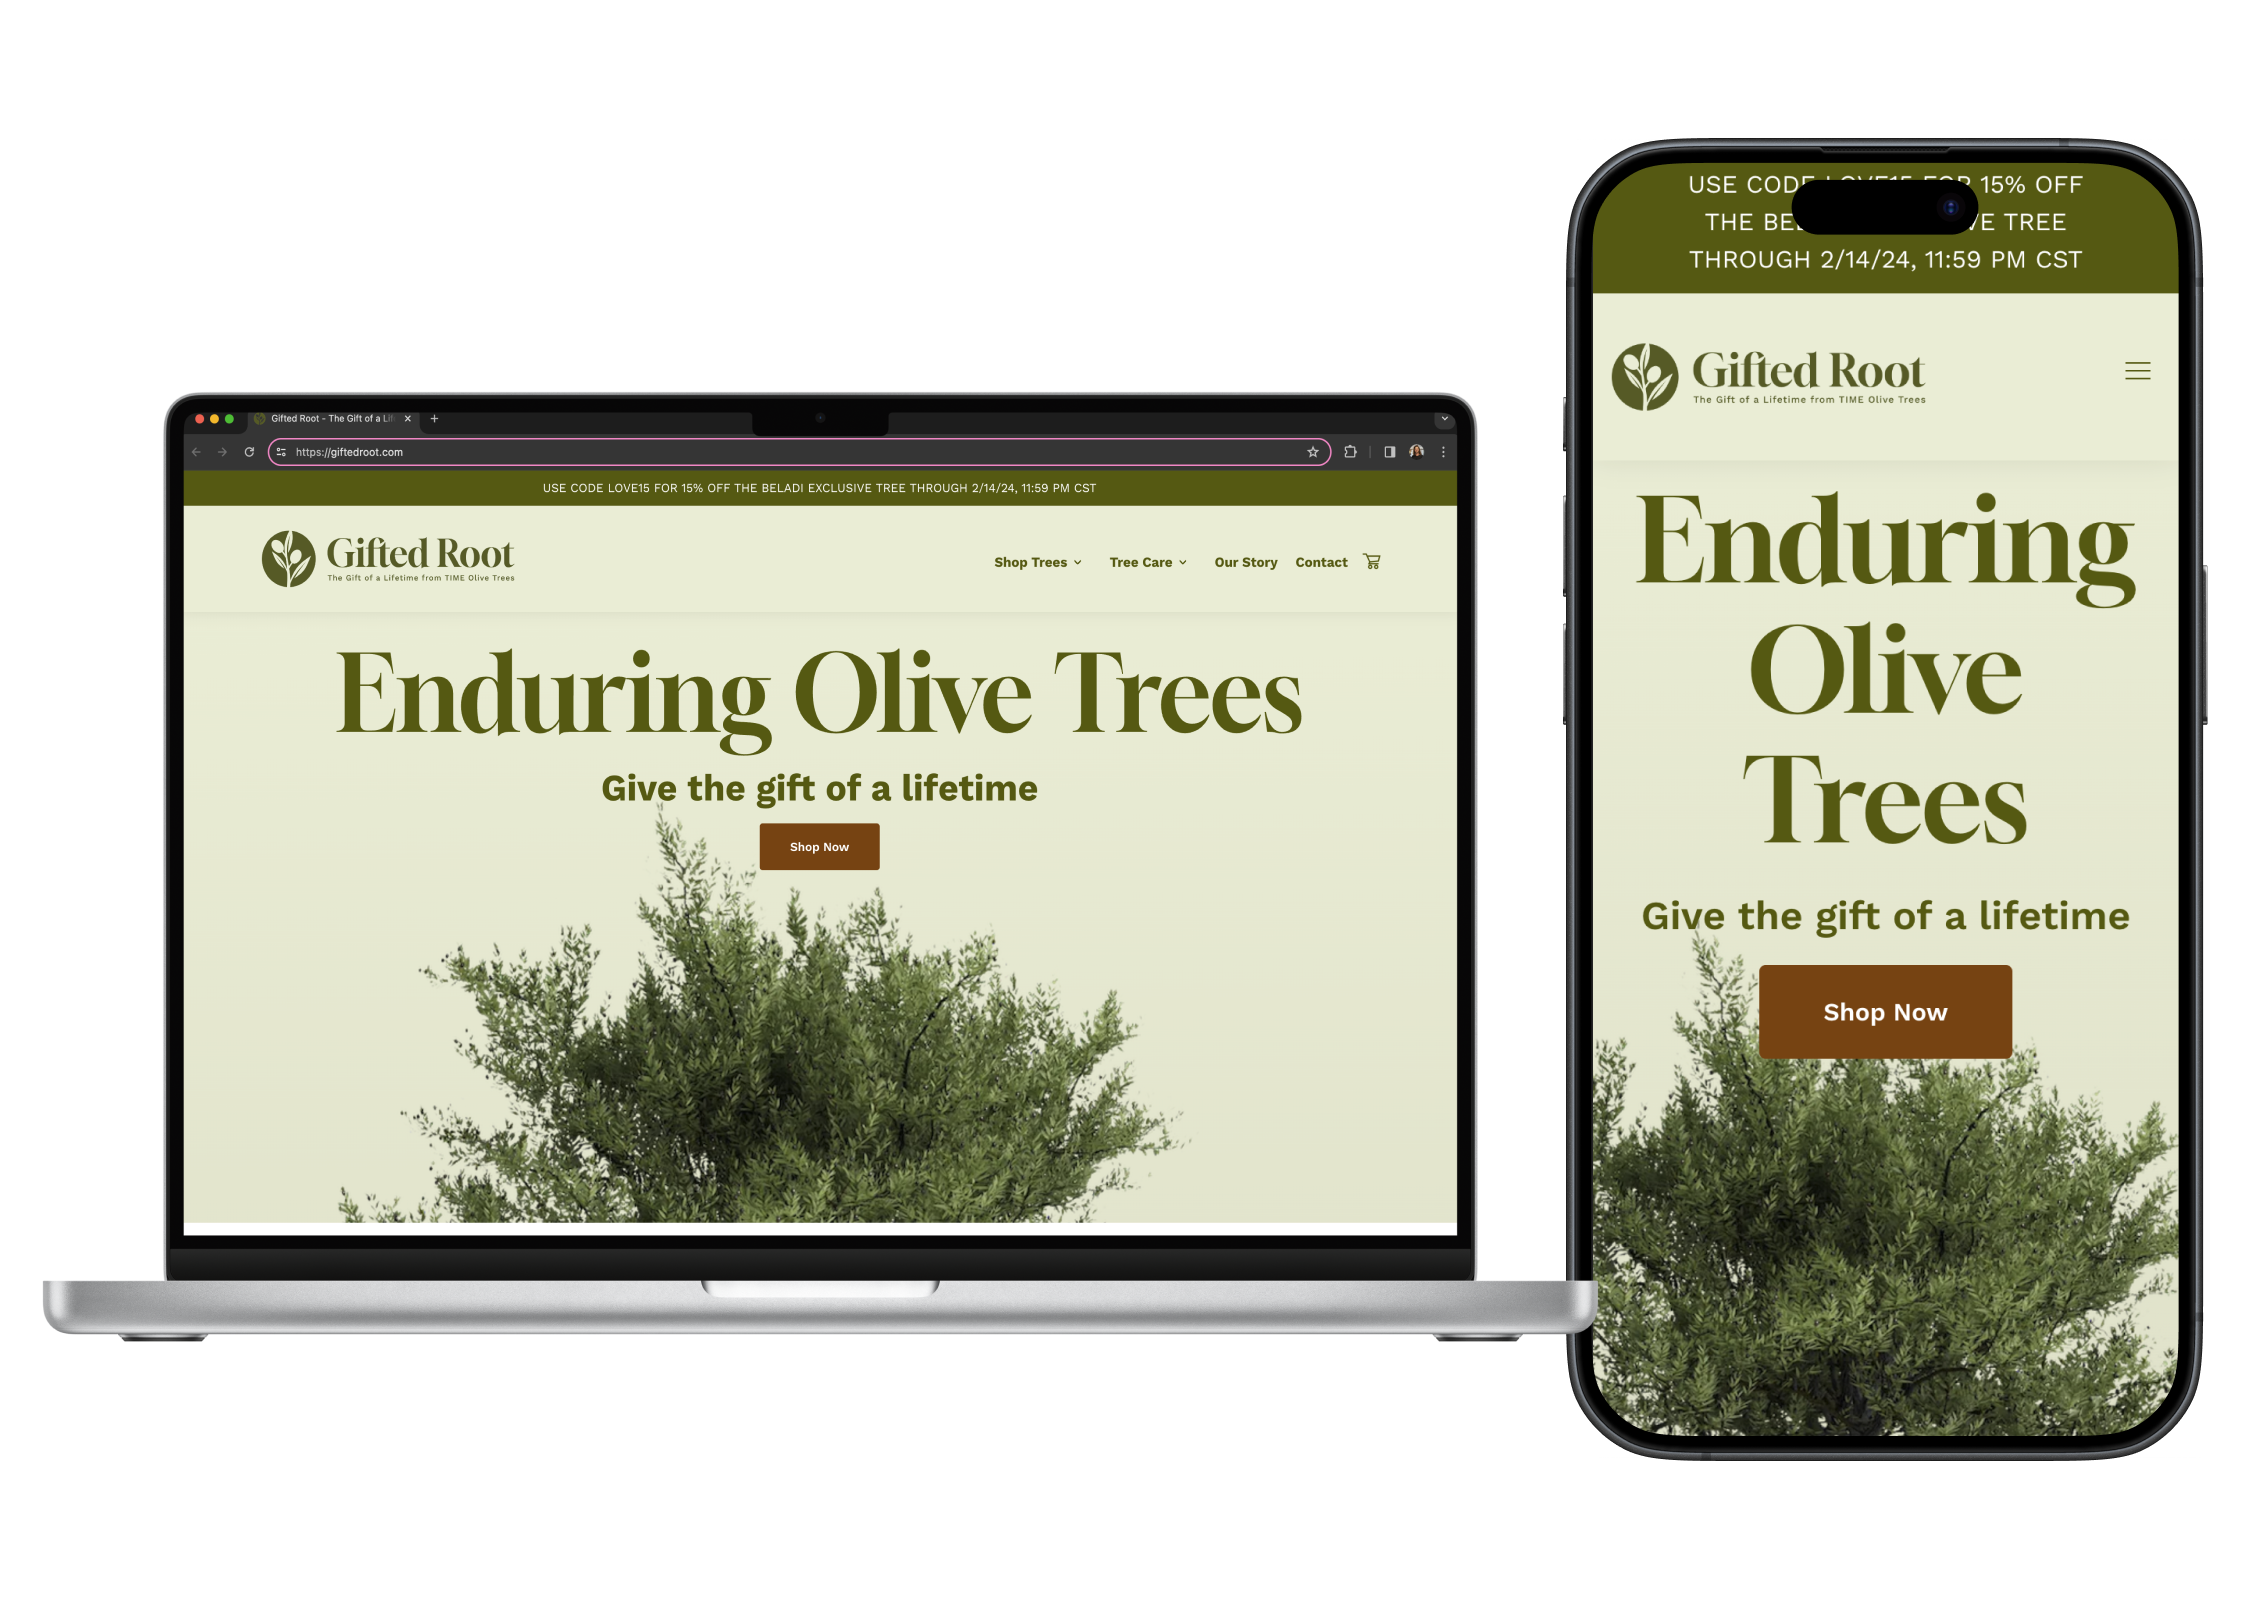 Gifted Root - The Gift of a Li
https://giftedroot.com
USE CODE LOVE15 FOR 15% OFF THE BELADI EXCLUSIVE TREE THROUGH 2/14/24, 11:59 PM CST
Gifted Root
The Gift of a Lifetime from TIME Olive Trees
Shop Trees Tree Care Our Story Contact
Enduring Olive Trees
Give the gift of a lifetime
Shop Now
USE CODE LOVE15 FOR 15% OFF
THE TREE
THROUGH 2/14/24, 11:59 PM CST
Gifted Root
The Gift of a Lifetime from TIME Olive Trees
Enduring
Olive
Trees
Give the gift of a lifetime
Shop Now